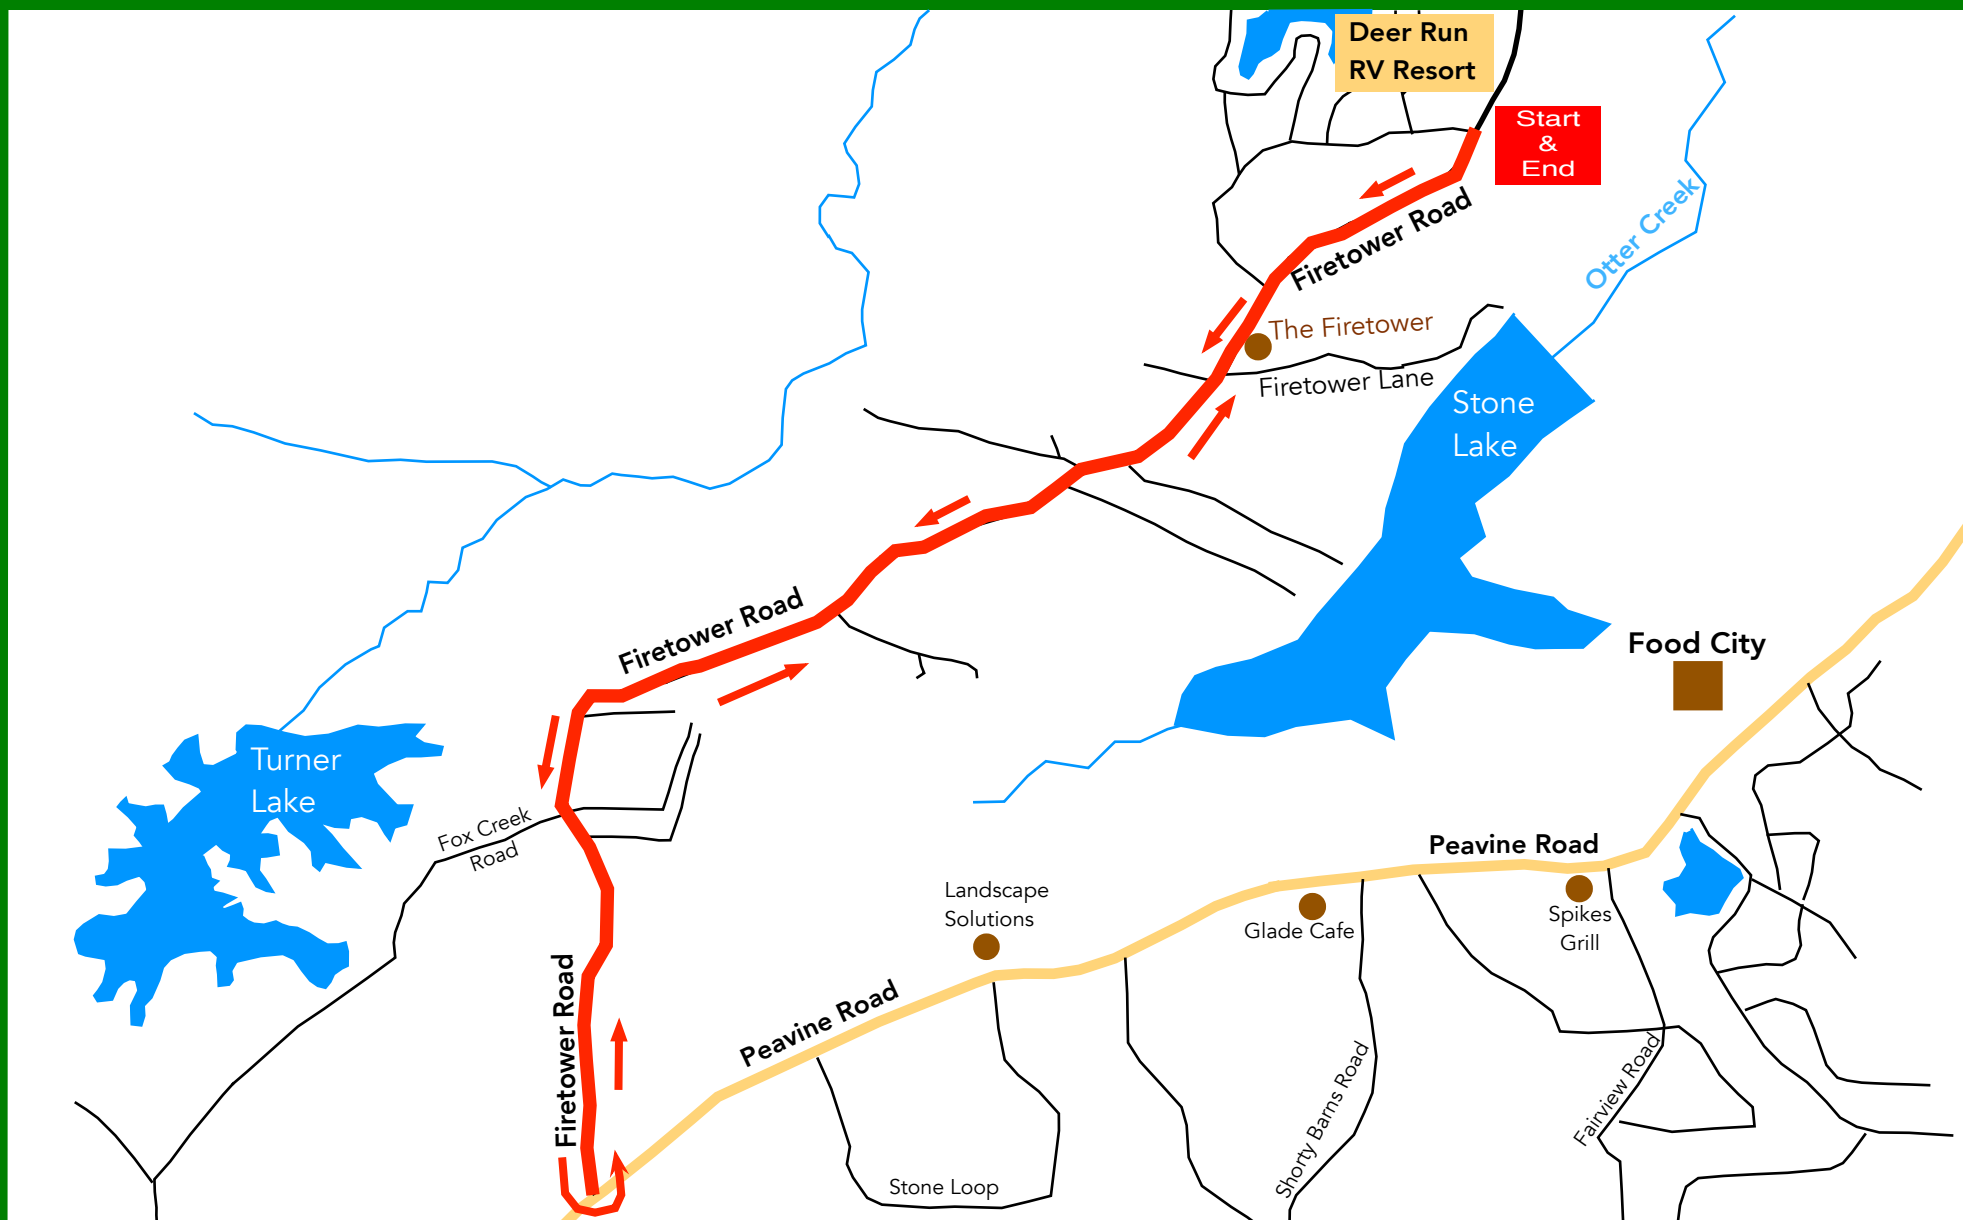 Deer Run
RV Resort
Start
&
End
Otter Creek
Firetower Road
The Firetower
Firetower Lane
Stone
Lake
Firetower Road
Food City
Turner
Lake
Fox Creek
Road
Peavine Road
Landscape
Solutions
Glade Cafe
Spikes
Grill
Firetower Road
Peavine Road
Shorty Barns Road
Fairview Road
Stone Loop